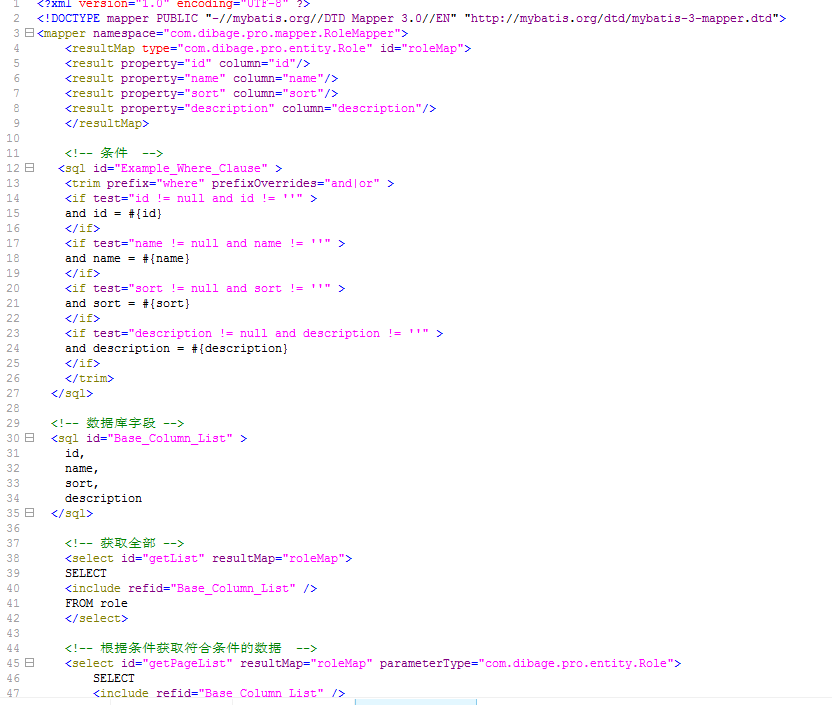 1 <?xml version="1.0" encoding="UTF-8" ?>
2 <!DOCTYPE mapper PUBLIC "-//mybatis.org//DTD Mapper 3.0//EN" "http://mybatis.org/dtd/mybatis-3-mapper.dtd">
3 <mapper namespace="com.dibage.pro.mapper.RoleMapper">
4 <resultMap type="com.dibage.pro.entity.Role" id="roleMap">
5 <result property="id" column="id"/>
6 <result property="name" column="name"/>
7 <result property="sort" column="sort"/>
8 <result property="description" column="description"/>
9 </resultMap>
10
11 <!-- 条件  -->
12 <sql id="Example_Where_Clause" >
13 <trim prefix="where" prefixOverrides="and|or" >
14 <if test="id != null and id != ''" >
15 and id = #{id}
16 </if>
17 <if test="name != null and name != ''" >
18 and name = #{name}
19 </if>
20 <if test="sort != null and sort != ''" >
21 and sort = #{sort}
22 </if>
23 <if test="description != null and description != ''" >
24 and description = #{description}
25 </if>
26 </trim>
27 </sql>
28
29 <!-- 数据库字段 -->
30 <sql id="Base_Column_List" >
31 id,
32 name,
33 sort,
34 description
35 </sql>
36
37 <!-- 获取全部 -->
38 <select id="getList" resultMap="roleMap">
39 SELECT
40 <include refid="Base_Column_List" />
41 FROM role
42 </select>
43
44 <!-- 根据条件获取符合条件的数据  -->
45 <select id="getPageList" resultMap="roleMap" parameterType="com.dibage.pro.entity.Role">
46 SELECT
47 <include refid="Base_Column_List" />